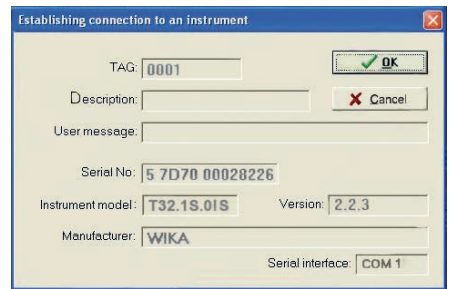 Establishing connection to an instrument
TAG: 0001
OK
Description:
Cancel
User message:
Serial No: 5 7D70 00028226
Instrument model: T32.1S.0IS
Version: 2.2.3
Manufacturer: WIKA
Serial interface: COM 1